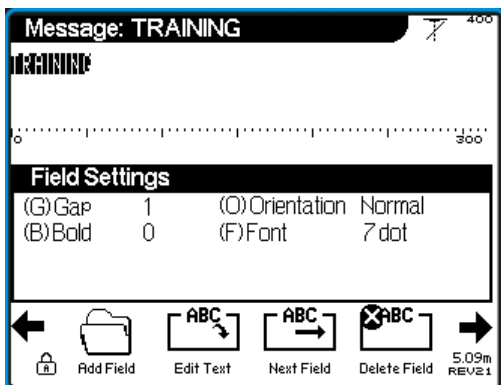 Message: TRAINING
400
TRAINING
0 300
Field Settings
(G)Gap 1 (O)Orientation Normal
(B)Bold 0 (F)Font 7 dot
ABC ABC ABC
Add Field Edit Text Next Field Delete Field 5.09m
A REV21